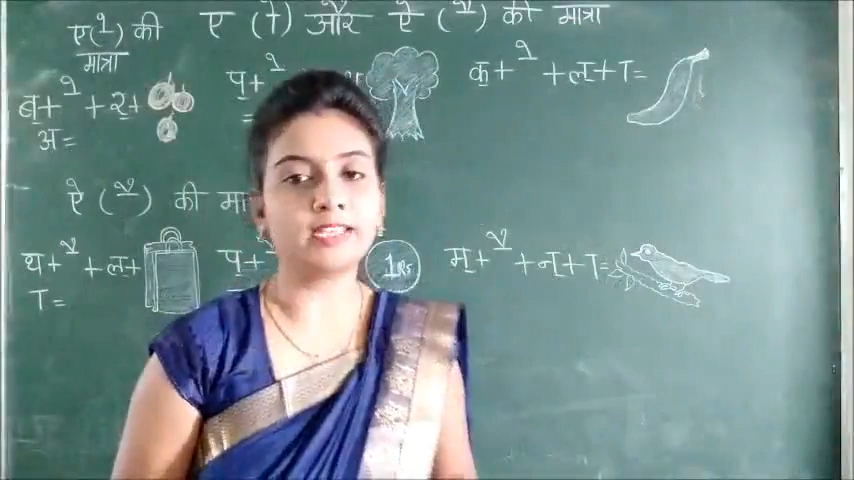 ए (े) और ऐ (ै) की मात्रा
ए(े) की
मात्रा
ब्+ े + र्+
अ=
प्+ े
=
क्+ े + ल्+ ा=
ऐ (ै) की
थ्+ ै + ल्+
ा=
प्+
1Rs
म्+ ै + न्+ ा=